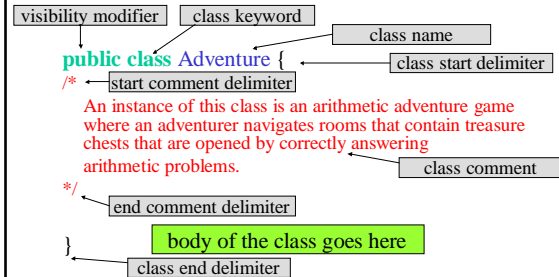 visibility modifier class keyword
class name
public class Adventure {
class start delimiter
/* start comment delimiter
An instance of this class is an arithmetic adventure game
where an adventurer navigates rooms that contain treasure
chests that are opened by correctly answering
arithmetic problems.
class comment
*/
end comment delimiter
} body of the class goes here
class end delimiter